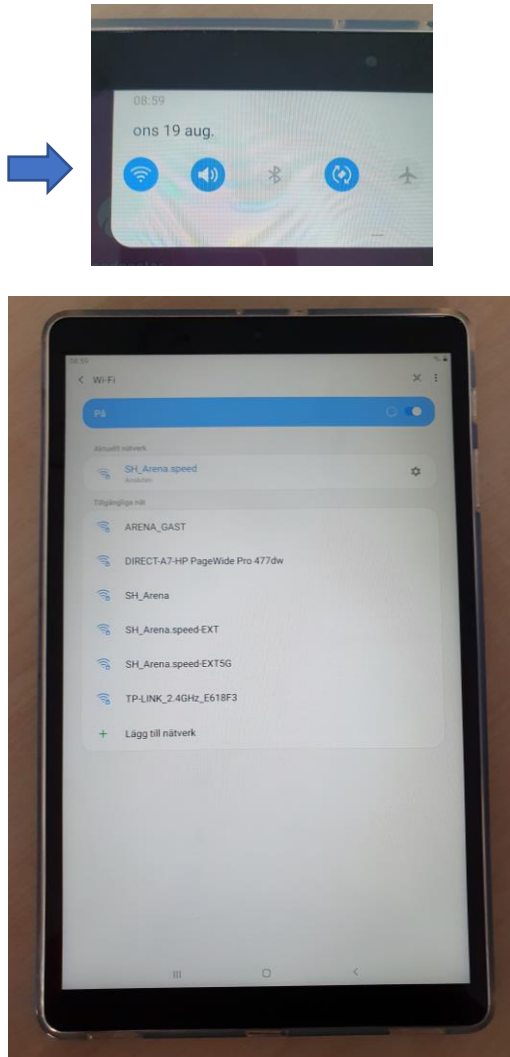 08:59
ons 19 aug.
08:59
Wi-Fi
På
Aktuellt nätverk
SH_Arena.speed
Ansluten
Tillgängliga nät
ARENA_GAST
DIRECT-A7-HP PageWide Pro 477dw
SH_Arena
SH_Arena.speed-EXT
SH_Arena.speed-EXT5G
TP-LINK_2.4GHz_E618F3
Lägg till nätverk